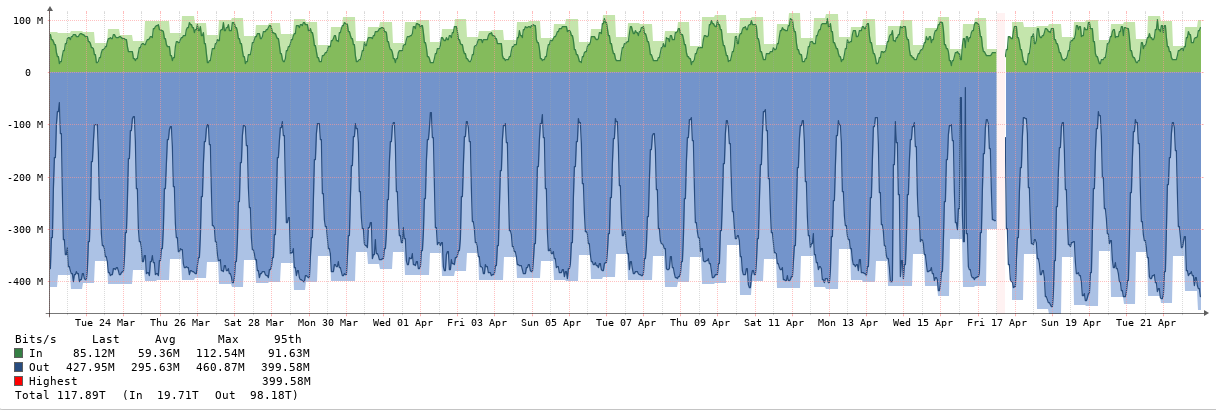 100 M
0
-100 M
-200 M
-300 M
-400 M
Tue 24 Mar Thu 26 Mar Sat 28 Mar Mon 30 Mar Wed 01 Apr Fri 03 Apr Sun 05 Apr Tue 07 Apr Thu 09 Apr Sat 11 Apr Mon 13 Apr Wed 15 Apr Fri 17 Apr Sun 19 Apr Tue 21 Apr
Bits/s Last Avg Max 95th
In 85.12M 59.36M 112.54M 91.63M
Out 427.95M 295.63M 460.87M 399.58M
Highest 399.58M
Total 117.89T (In 19.71T Out 98.18T)